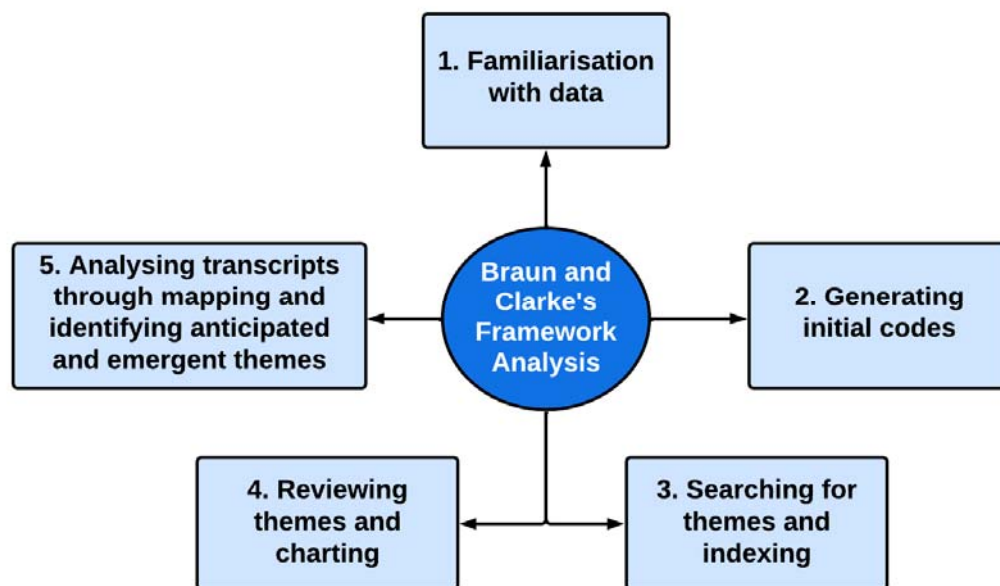 1. Familiarisation
with data
Braun and
Clarke's
Framework
Analysis
2. Generating
initial codes
3. Searching for
themes and
indexing
4. Reviewing
themes and
charting
5. Analysing transcripts
through mapping and
identifying anticipated
and emergent themes